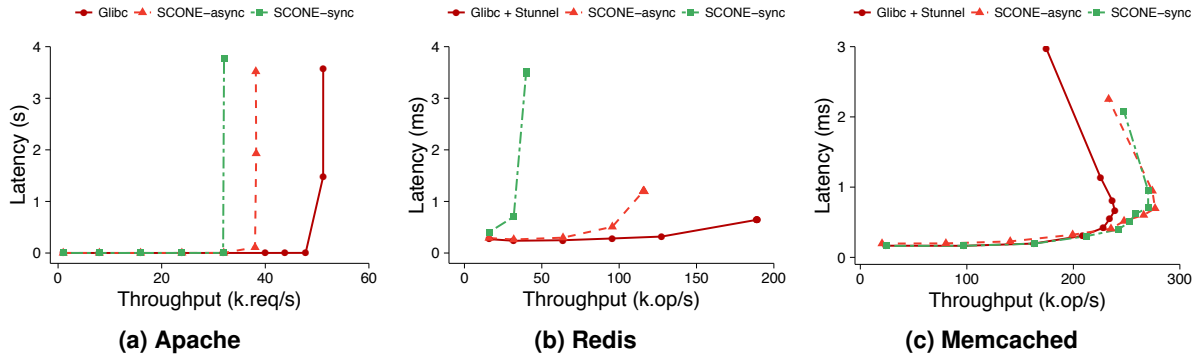 Glibc SCONE−async SCONE−sync
4
3
2
1
0
Latency (s)
0 20 40 60
Throughput (k.req/s)
(a) Apache
Glibc + Stunnel SCONE−async SCONE−sync
4
3
2
1
0
Latency (ms)
0 50 100 150 200
Throughput (k.op/s)
(b) Redis
Glibc + Stunnel SCONE−async SCONE−sync
3
2
1
0
Latency (ms)
0 100 200 300
Throughput (k.op/s)
(c) Memcached